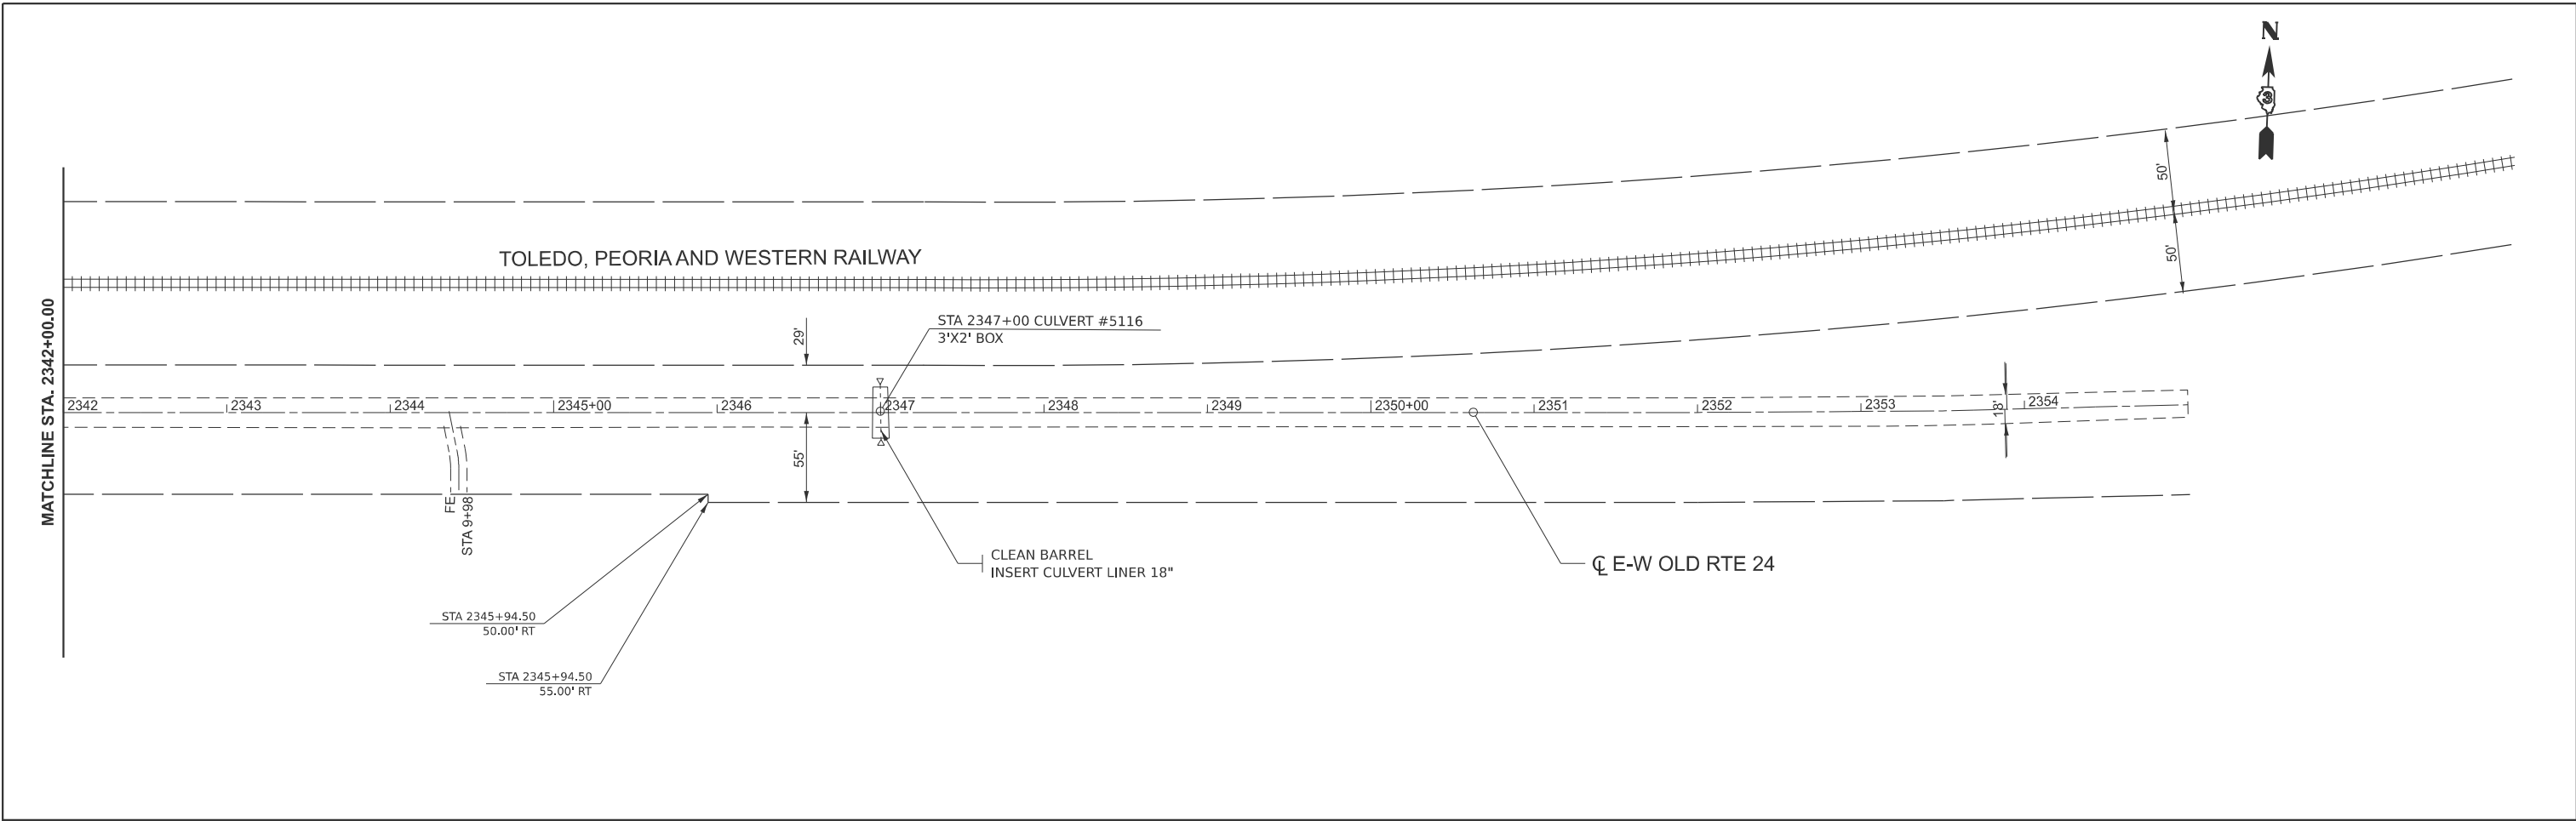 N
3
50'
50'
TOLEDO, PEORIA AND WESTERN RAILWAY
MATCHLINE STA. 2342+00.00
29'
STA 2347+00 CULVERT #5116
3'X2' BOX
2342
2343
2344
2345+00
2346
2347
2348
2349
2350+00
2351
2352
2353
2354
18'
55'
FE
STA 9+98
CLEAN BARREL
INSERT CULVERT LINER 18"
℄ E-W OLD RTE 24
STA 2345+94.50
50.00' RT
STA 2345+94.50
55.00' RT